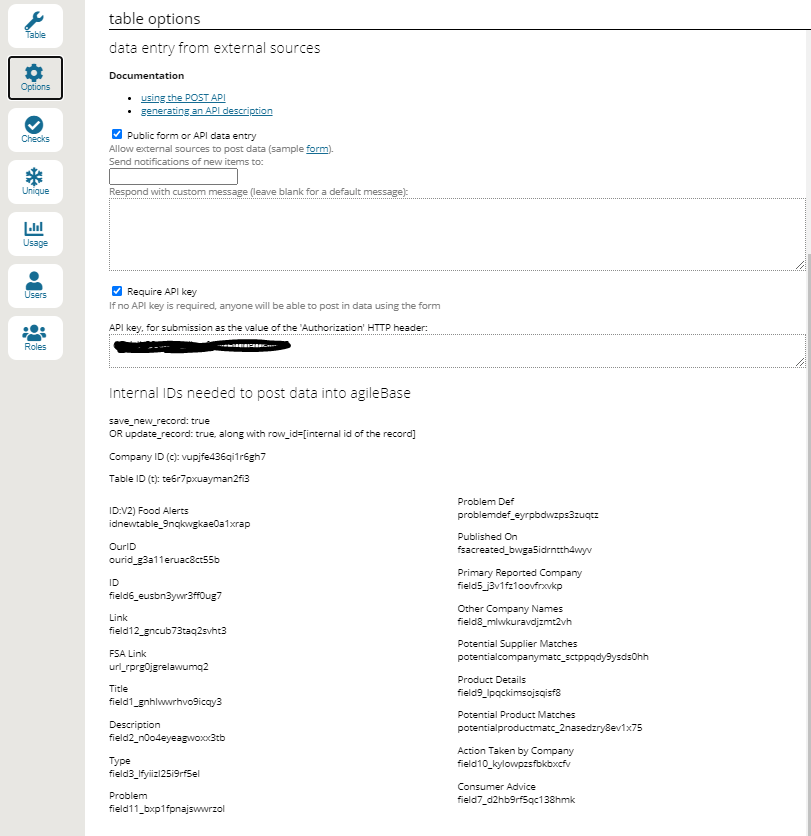 Table
Options
Checks
Unique
Usage
Users
Roles
table options
data entry from external sources
Documentation
using the POST API
generating an API description
Public form or API data entry
Allow external sources to post data (sample form).
Send notifications of new items to:
Respond with custom message (leave blank for a default message):
Require API key
If no API key is required, anyone will be able to post in data using the form
API key, for submission as the value of the 'Authorization' HTTP header:
Internal IDs needed to post data into agileBase
save_new_record: true
OR update_record: true, along with row_id=[internal id of the record]
Company ID (c): vupjfe436qi1r6gh7
Table ID (t): te6r7pxuayman2fi3
ID:V2) Food Alerts
idnewtable_9nqkwgkae0a1xrap
OurID
ourid_g3a11eruac8ct55b
ID
field6_eusbn3ywr3ff0ug7
Link
field12_gncub73taq2svht3
FSA Link
url_rprg0jgrelawumq2
Title
field1_gnhlwwrhvo9icqy3
Description
field2_n0o4eyeagwoxx3tb
Type
field3_lfyiizl25i9rf5el
Problem
field11_bxp1fpnajswwrzol
Problem Def
problemdef_eyrpbdwzps3zuqtz
Published On
fsacreated_bwga5idrntth4wyv
Primary Reported Company
field5_j3v1fz1oovfrxvkp
Other Company Names
field8_mlwkuravdjzmt2vh
Potential Supplier Matches
potentialcompanymatc_sctppqdy9ysds0hh
Product Details
field9_lpqckimsojsqisf8
Potential Product Matches
potentialproductmatc_2nasedzry8ev1x75
Action Taken by Company
field10_kylowpzsfbkbxcfv
Consumer Advice
field7_d2hb9rf5qc138hmk